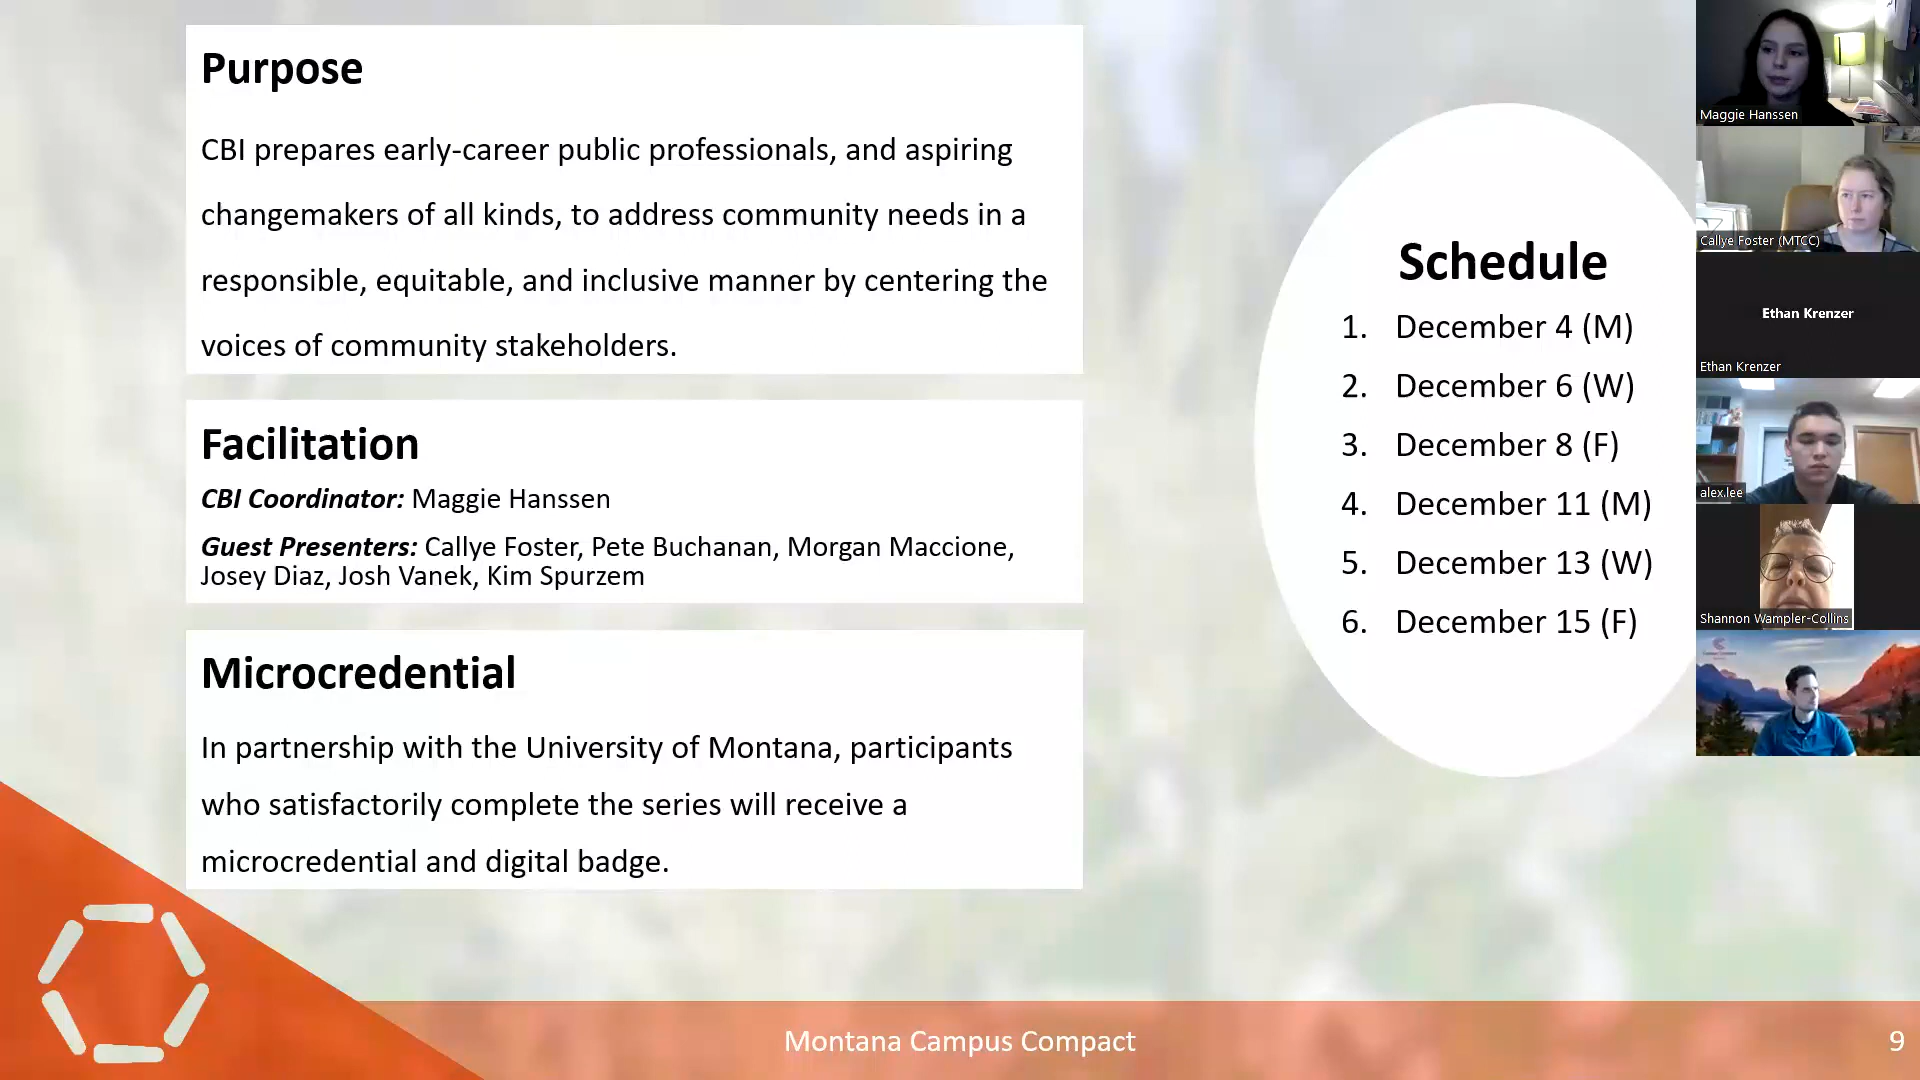 Purpose
CBI prepares early-career public professionals, and aspiring
changemakers of all kinds, to address community needs in a
responsible, equitable, and inclusive manner by centering the
voices of community stakeholders.
Facilitation
CBI Coordinator: Maggie Hanssen
Guest Presenters: Callye Foster, Pete Buchanan, Morgan Maccione,
Josey Diaz, Josh Vanek, Kim Spurzem
Microcredential
In partnership with the University of Montana, participants
who satisfactorily complete the series will receive a
microcredential and digital badge.
Schedule
1. December 4 (M)
2. December 6 (W)
3. December 8 (F)
4. December 11 (M)
5. December 13 (W)
6. December 15 (F)
Maggie Hanssen
Callye Foster (MTCC)
Ethan Krenzer
Ethan Krenzer
alex.lee
Shannon Wampler-Collins
Montana Campus Compact
9